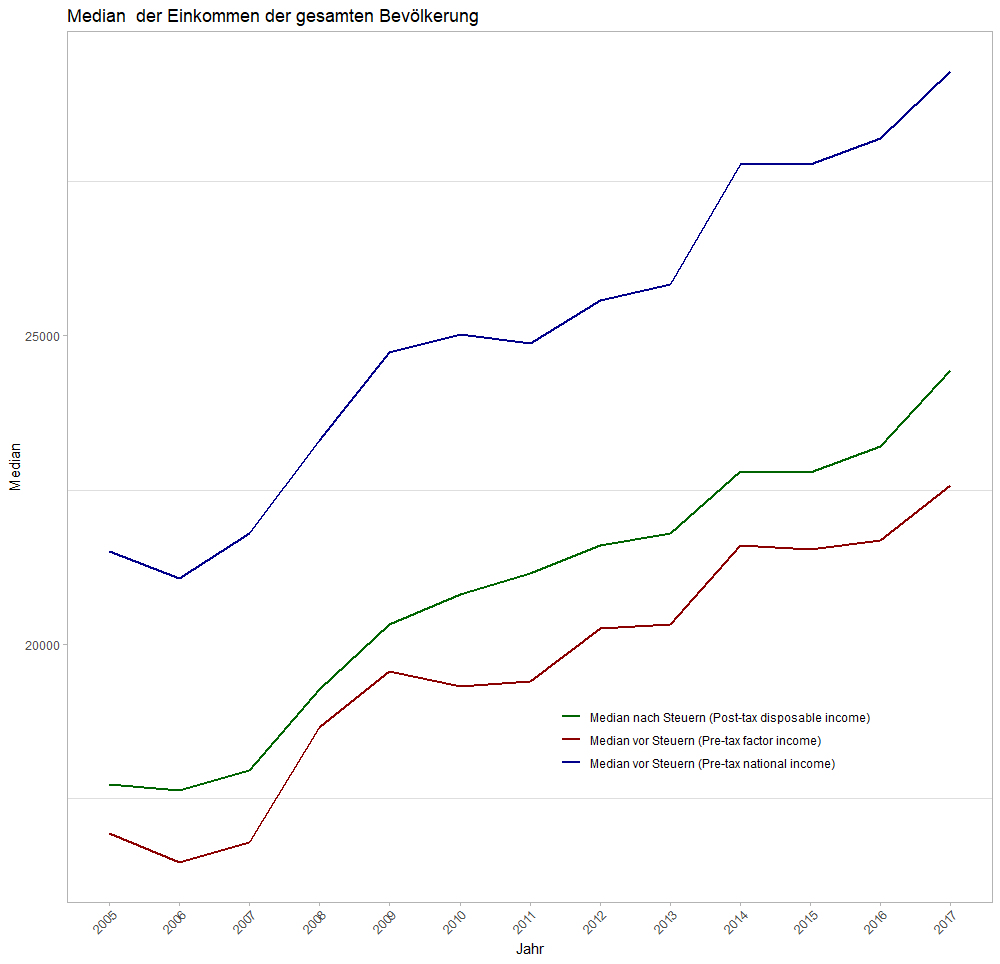 Median  der Einkommen der gesamten Bevölkerung
25000
20000
Median
Median nach Steuern (Post-tax disposable income)
Median vor Steuern (Pre-tax factor income)
Median vor Steuern (Pre-tax national income)
2005 2006 2007 2008 2009 2010 2011 2012 2013 2014 2015 2016 2017
Jahr